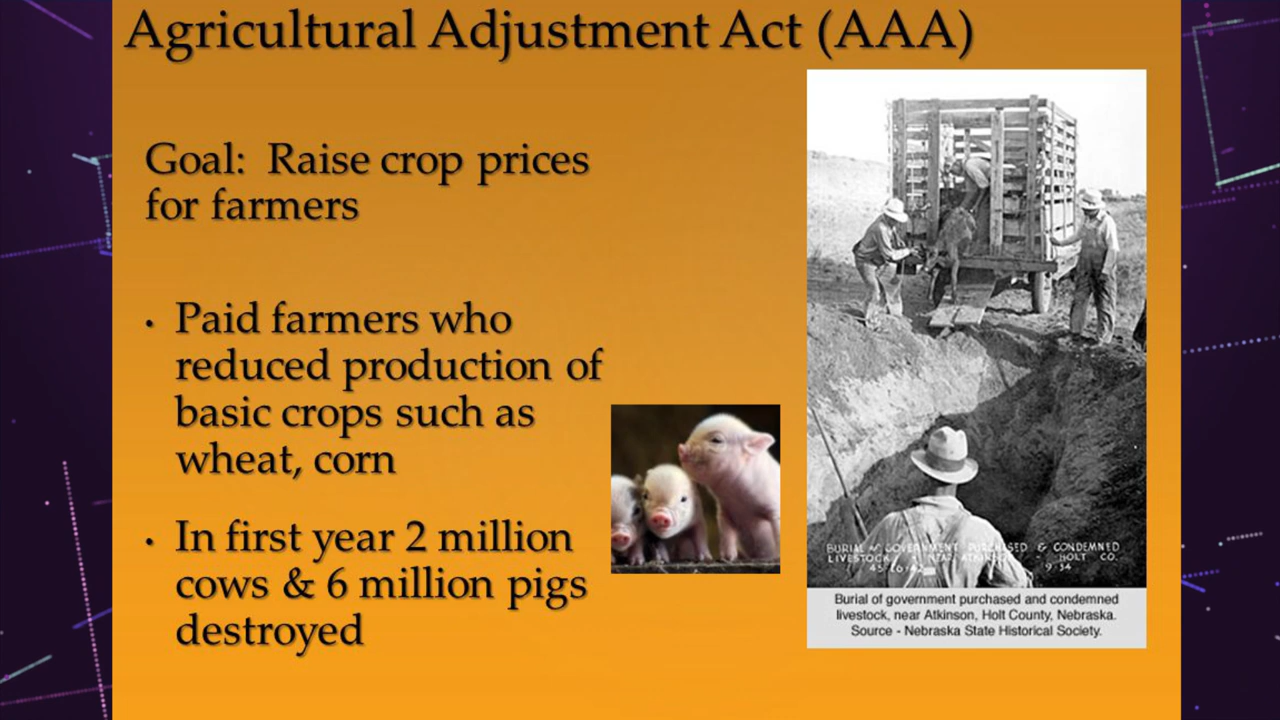 Agricultural Adjustment Act (AAA)
Goal: Raise crop prices
for farmers
• Paid farmers who
reduced production of
basic crops such as
wheat, corn
• In first year 2 million
cows & 6 million pigs
destroyed
BURIAL OF GOVERNMENT PURCHASED & CONDEMNED
LIVESTOCK NEAR ATKINSON HOLT CO.
9 34
Burial of government purchased and condemned
livestock, near Atkinson, Holt County, Nebraska.
Source - Nebraska State Historical Society.